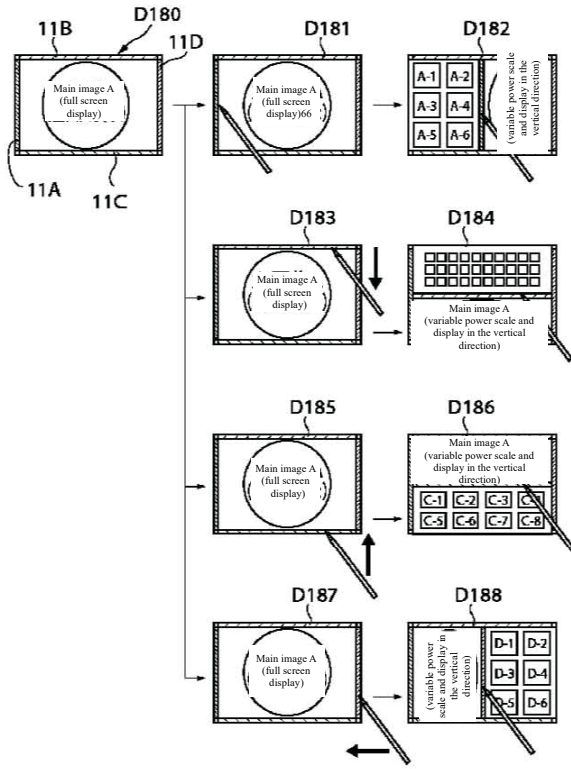 D180
11B
11D
D181
D182
Main image A
(full screen
display)
11A
11C
Main image A
(full screen
display)66
A-1
A-2
A-3
A-4
A-5
A-6
(variable power scale
and display in the
vertical direction)
D183
D184
Main image A
(full screen
display)
Main image A
(variable power scale and
display in the vertical
direction)
D185
D186
Main image A
(full screen
display)
Main image A
(variable power scale and
display in the vertical
direction)
C-1
C-2
C-3
C-5
C-6
C-7
C-8
D187
D188
Main image A
(full screen
display)
(variable power
scale and display in
the vertical
direction)
D-1
D-2
D-3
D-4
D-5
D-6